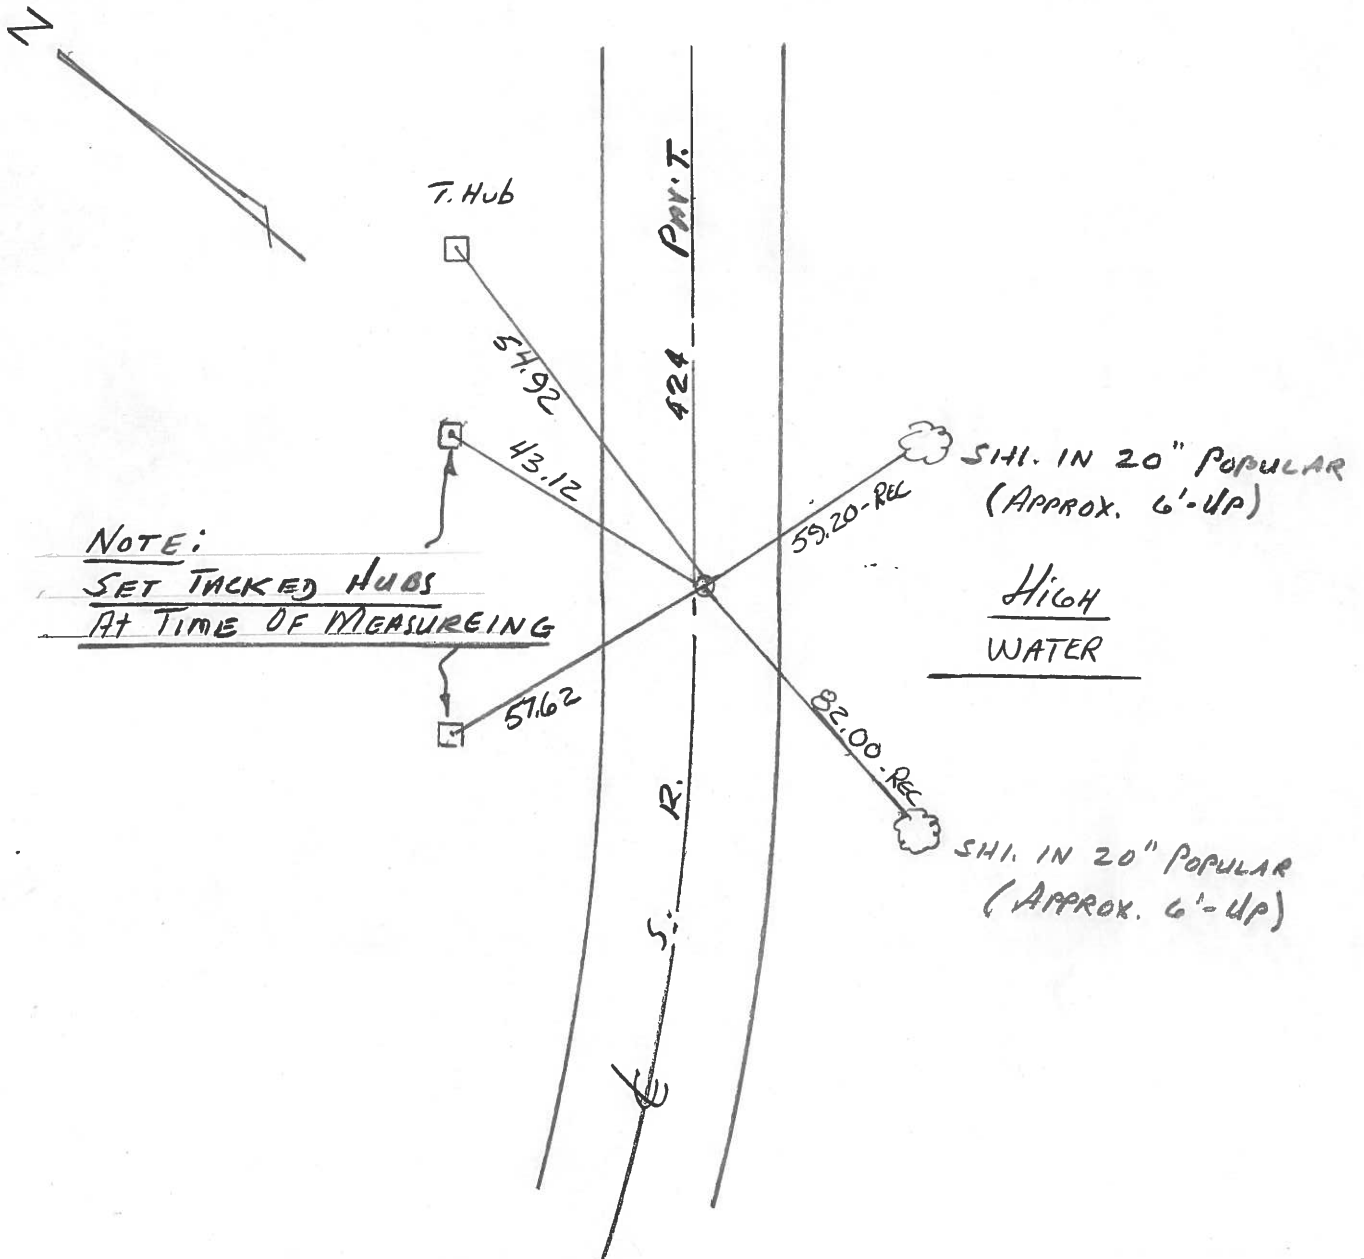 N
T. Hub
PAV'T.
54.92
424
43.12
SHI. IN 20" POPULAR
(APPROX. 6'-UP)
59.20-REC
NOTE:
SET TACKED HUBS
At TIME OF MEASUREING
HIGH
WATER
57.62
82.00-REC
S. R.
SHI. IN 20" POPULAR
(APPROX. 6'-UP)
℄